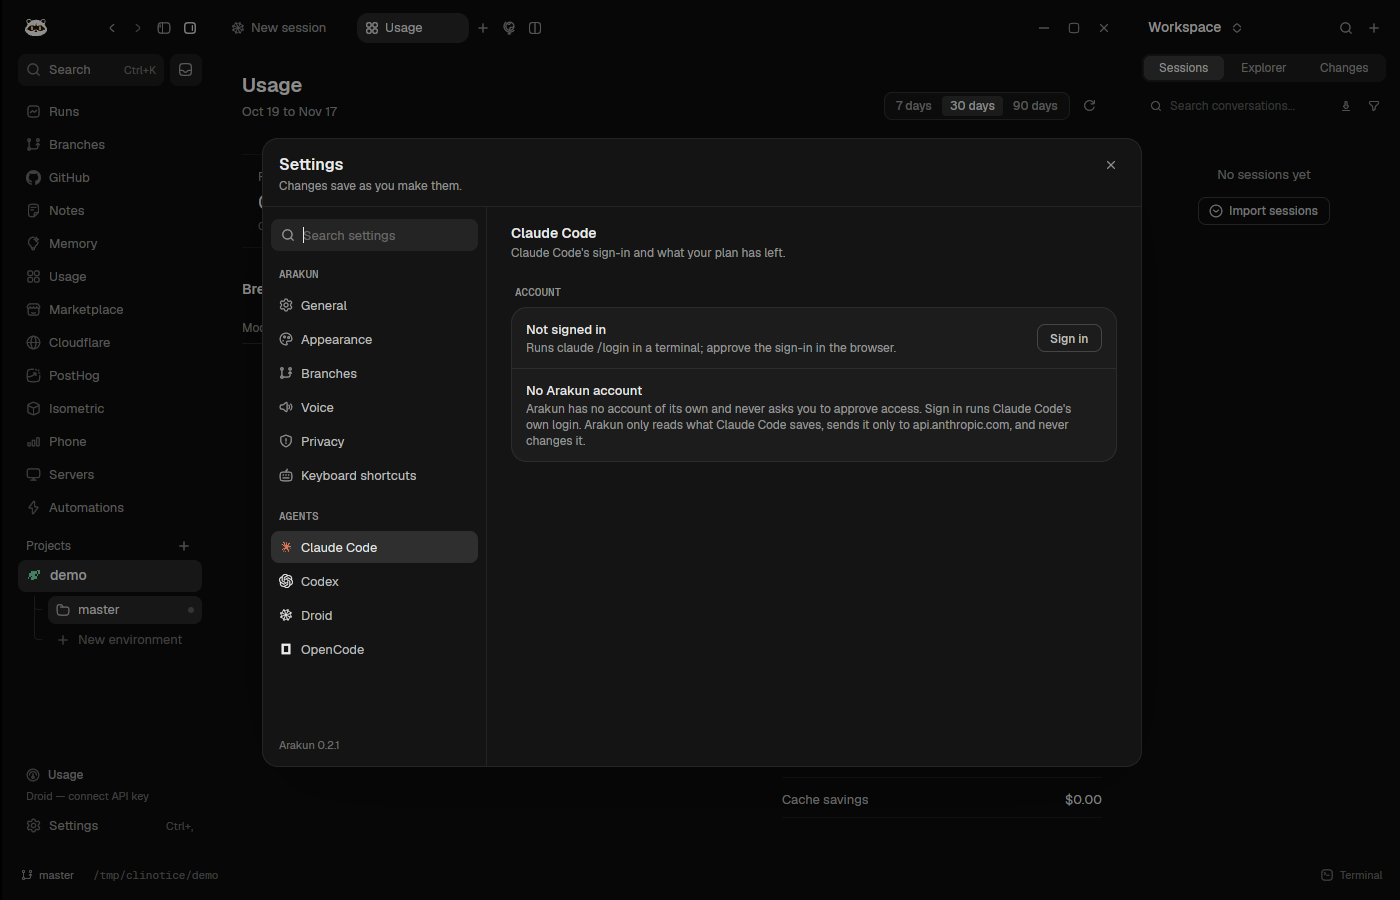 New session
Usage
Workspace
Search
Ctrl+K
Sessions
Explorer
Changes
Usage
Oct 19 to Nov 17
7 days
30 days
90 days
Search conversations...
Runs
Branches
GitHub
Notes
Memory
Usage
Marketplace
Cloudflare
PostHog
Isometric
Phone
Servers
Automations
Projects
demo
master
New environment
Usage
Droid — connect API key
Settings
Ctrl+,
Bre
Settings
Changes save as you make them.
Search settings
ARAKUN
General
Appearance
Branches
Voice
Privacy
Keyboard shortcuts
AGENTS
Claude Code
Codex
Droid
OpenCode
Arakun 0.2.1
Claude Code
Claude Code's sign-in and what your plan has left.
ACCOUNT
Not signed in
Runs claude /login in a terminal; approve the sign-in in the browser.
Sign in
No Arakun account
Arakun has no account of its own and never asks you to approve access. Sign in runs Claude Code's
own login. Arakun only reads what Claude Code saves, sends it only to api.anthropic.com, and never
changes it.
No sessions yet
Import sessions
Cache savings
$0.00
master
/tmp/clinotice/demo
Terminal